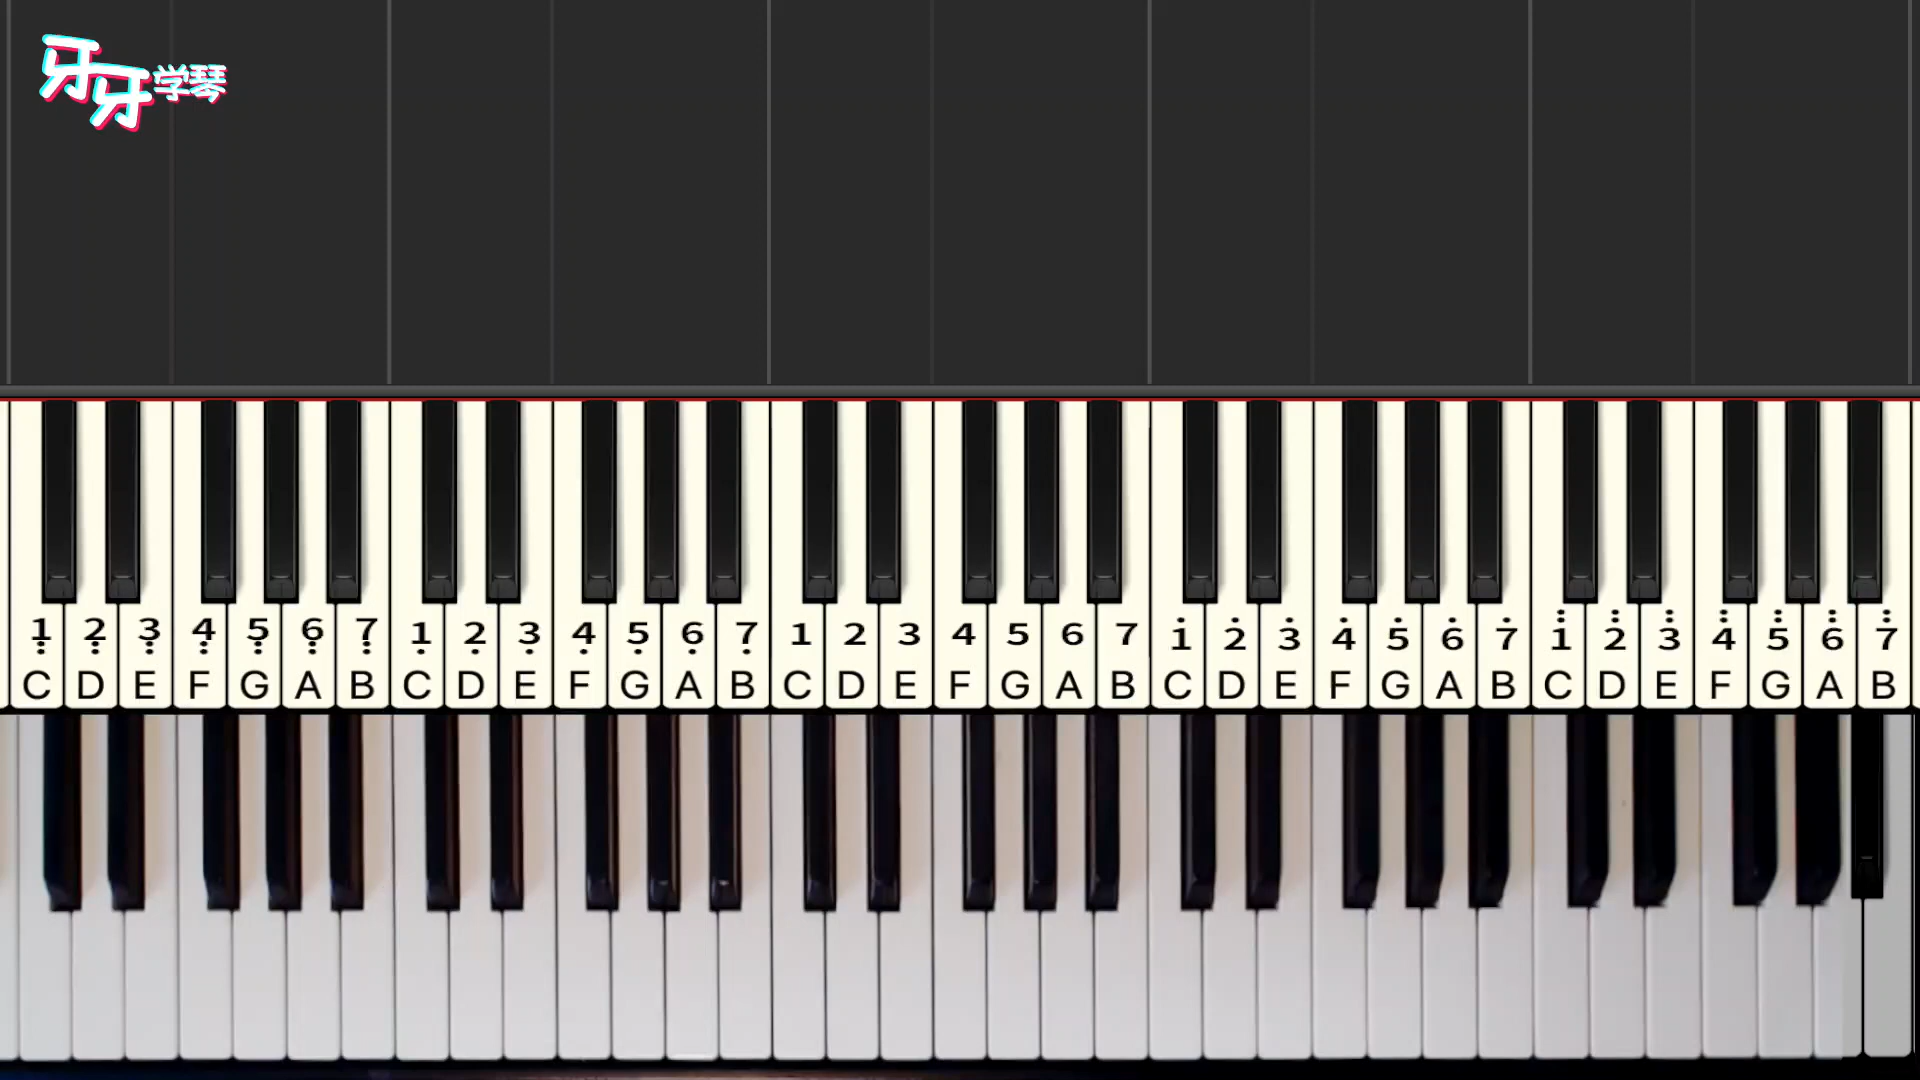 牙牙学琴
1 2 3 4 5 6 7 1 2 3 4 5 6 7 1 2 3 4 5 6 7 1 2 3 4 5 6 7 1 2 3 4 5 6 7
C D E F G A B C D E F G A B C D E F G A B C D E F G A B C D E F G A B